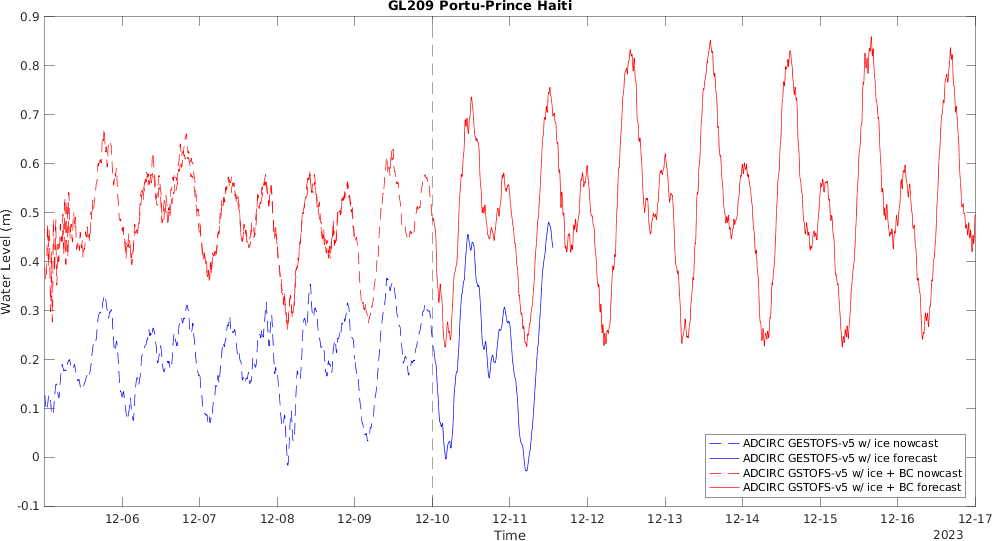 GL209 Portu-Prince Haiti
0.9
0.8
0.7
0.6
0.5
0.4
0.3
0.2
0.1
0
-0.1
Water Level (m)
ADCIRC GESTOFS-v5 w/ ice nowcast
ADCIRC GESTOFS-v5 w/ ice forecast
ADCIRC GSTOFS-v5 w/ ice + BC nowcast
ADCIRC GSTOFS-v5 w/ ice + BC forecast
12-06 12-07 12-08 12-09 12-10 12-11 12-12 12-13 12-14 12-15 12-16 12-17
Time
2023